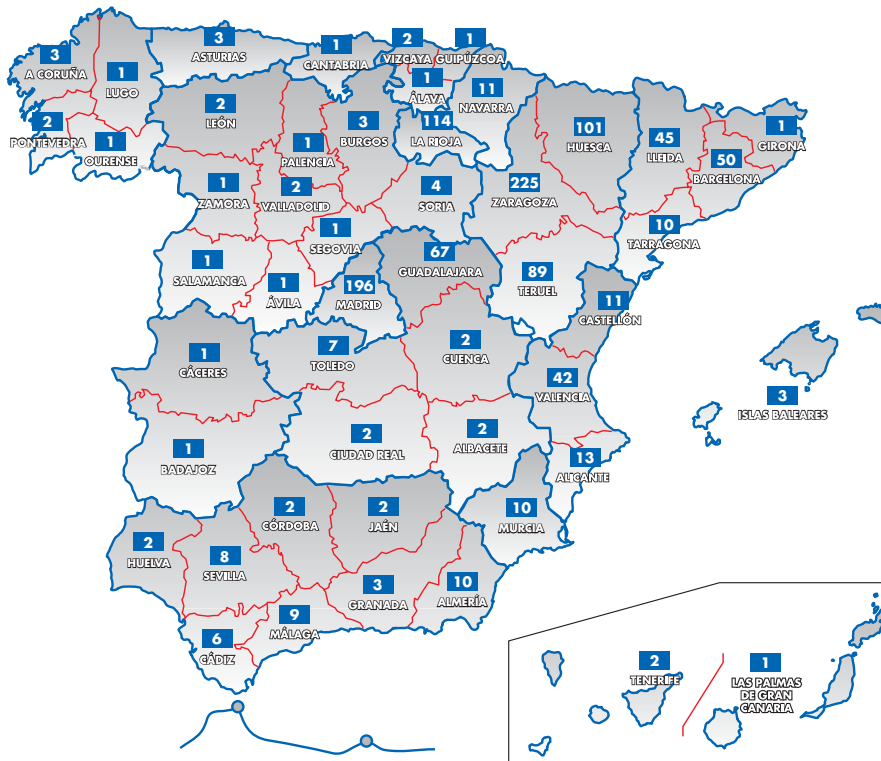 3
A CORUÑA
1
LUGO
3
ASTURIAS
1
CANTABRIA
2
VIZCAYA
1
GUIPÚZCOA
1
ÁLAVA
11
NAVARRA
2
PONTEVEDRA
1
OURENSE
2
LEÓN
1
PALENCIA
3
BURGOS
114
LA RIOJA
101
HUESCA
45
LLEIDA
50
BARCELONA
1
GIRONA
1
ZAMORA
2
VALLADOLID
4
SORIA
225
ZARAGOZA
10
TARRAGONA
1
SALAMANCA
1
ÁVILA
1
SEGOVIA
196
MADRID
67
GUADALAJARA
89
TERUEL
11
CASTELLÓN
1
CÁCERES
7
TOLEDO
2
CUENCA
42
VALENCIA
3
ISLAS BALEARES
1
BADAJOZ
2
CIUDAD REAL
2
ALBACETE
13
ALICANTE
2
HUELVA
8
SEVILLA
2
CÓRDOBA
2
JAÉN
10
MURCIA
6
CÁDIZ
9
MÁLAGA
3
GRANADA
10
ALMERÍA
2
TENERIFE
1
LAS PALMAS
DE GRAN
CANARIA